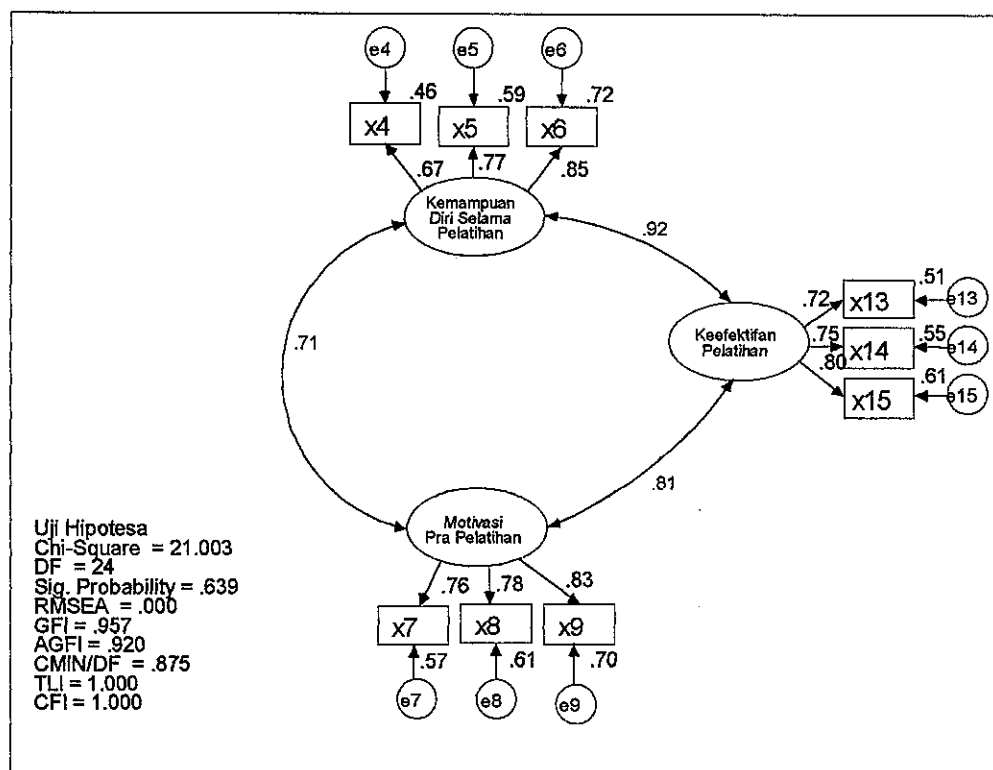 e4
e5
e6
.46
.59
.72
x4
x5
x6
.67
.77
.85
Kemampuan
Diri Selama
Pelatihan
.92
.71
Keefektifan
Pelatihan
.72
.75
.80
x13
x14
x15
.51
.55
.61
e13
e14
e15
.81
Motivasi
Pra Pelatihan
.76
.78
.83
x7
x8
x9
.57
.61
.70
e7
e8
e9
Uji Hipotesa
Chi-Square = 21.003
DF = 24
Sig. Probability = .639
RMSEA = .000
GFI = .957
AGFI = .920
CMIN/DF = .875
TLI = 1.000
CFI = 1.000